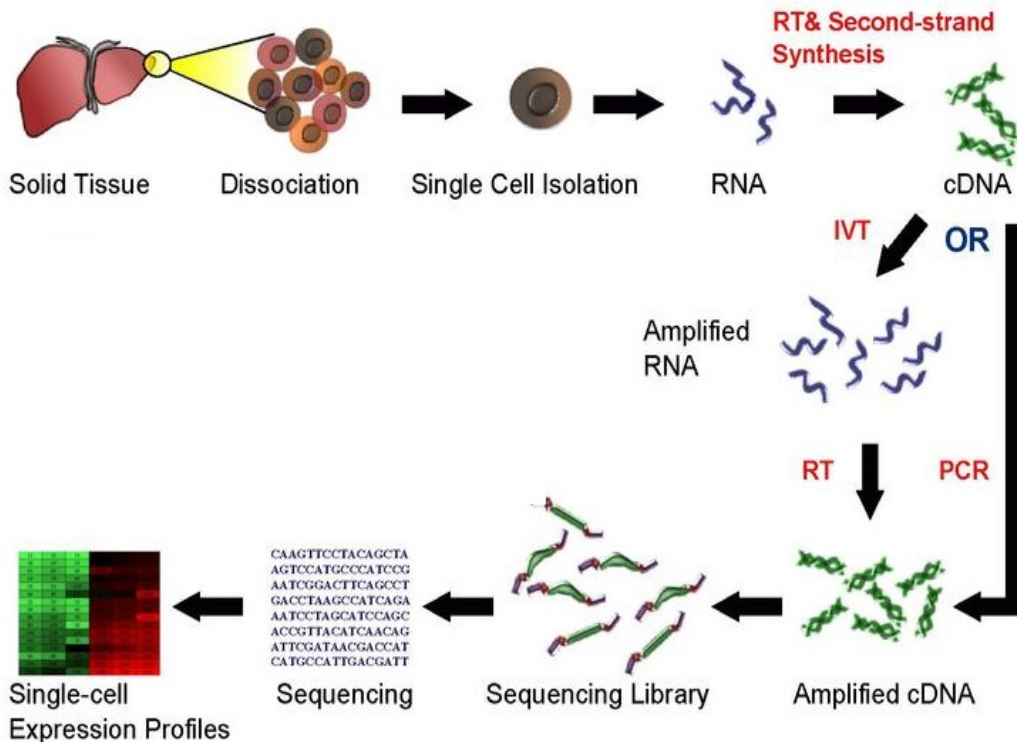 RT& Second-strand
Synthesis
Solid Tissue
Dissociation
Single Cell Isolation
RNA
cDNA
IVT
OR
Amplified
RNA
RT
PCR
CAAGTTCCTACAGCTA
AGTCCATGCCCATCCG
AATCGGACTTCAGCCT
GACCTAAGCCATCAGA
AATCCTAGCATCCAGC
ACCGTTACATCAACAG
ATTCGATAACGACCAT
CATGCCATTGACGATT
Single-cell
Expression Profiles
Sequencing
Sequencing Library
Amplified cDNA